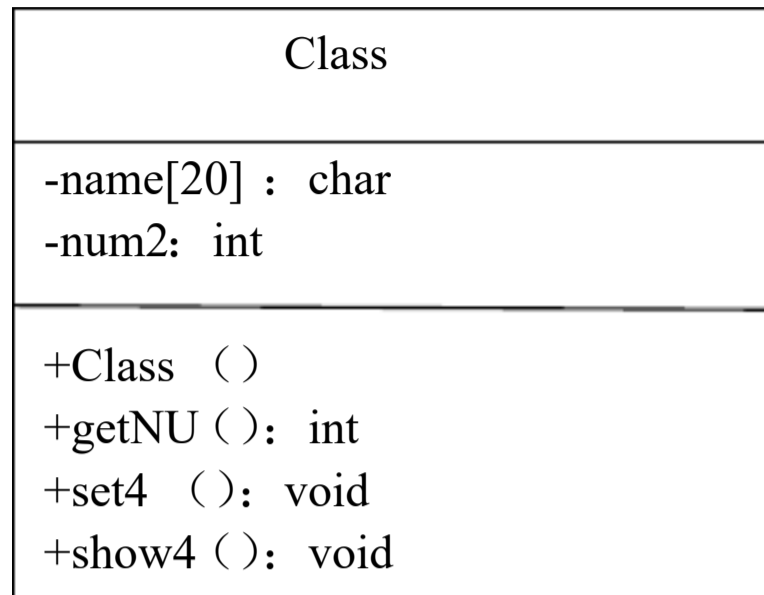 Class
-name[20] ： char
-num2： int
+Class （）
+getNU（）： int
+set4 （）： void
+show4（）： void